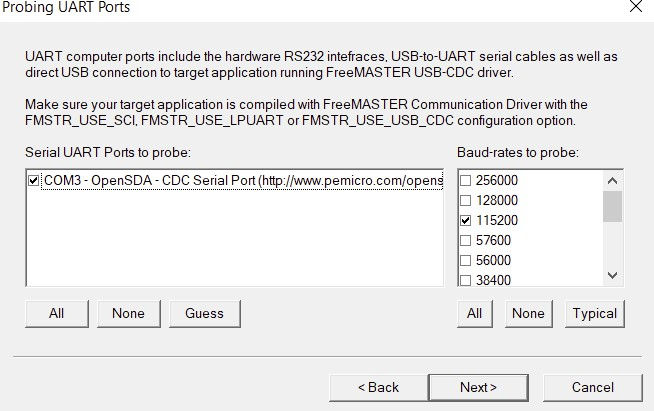 Probing UART Ports
UART computer ports include the hardware RS232 intefraces, USB-to-UART serial cables as well as
direct USB connection to target application running FreeMASTER USB-CDC driver.
Make sure your target application is compiled with FreeMASTER Communication Driver with the
FMSTR_USE_SCI, FMSTR_USE_LPUART or FMSTR_USE_USB_CDC configuration option.
Serial UART Ports to probe:
COM3 - OpenSDA - CDC Serial Port (http://www.pemicro.com/opens
All
None
Guess
Baud-rates to probe:
256000
128000
115200
57600
56000
38400
All
None
Typical
< Back
Next >
Cancel